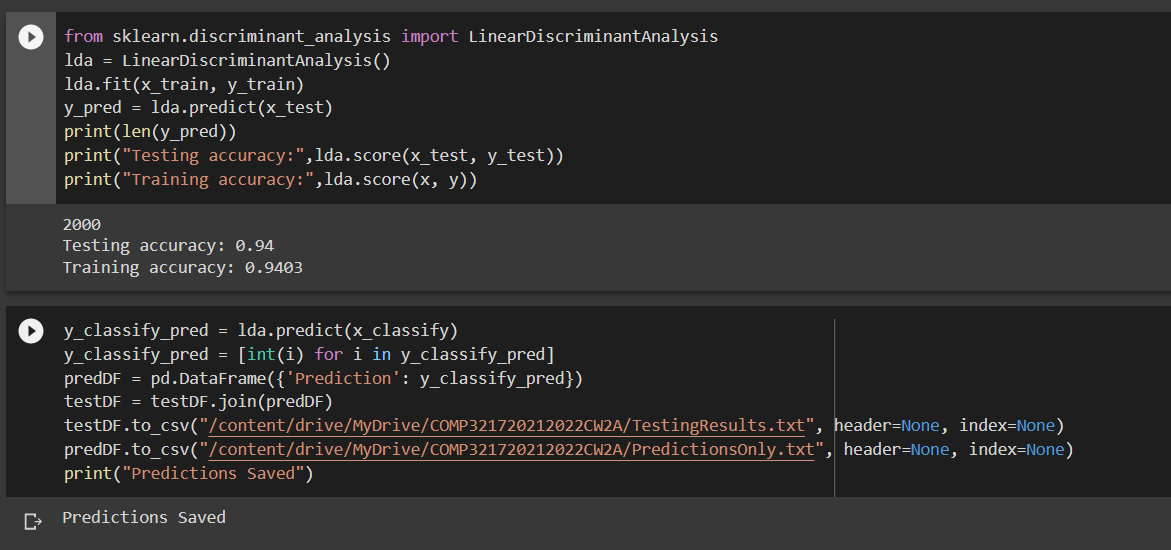 from sklearn.discriminant_analysis import LinearDiscriminantAnalysis
lda = LinearDiscriminantAnalysis()
lda.fit(x_train, y_train)
y_pred = lda.predict(x_test)
print(len(y_pred))
print("Testing accuracy:",lda.score(x_test, y_test))
print("Training accuracy:",lda.score(x, y))
2000
Testing accuracy: 0.94
Training accuracy: 0.9403
y_classify_pred = lda.predict(x_classify)
y_classify_pred = [int(i) for i in y_classify_pred]
predDF = pd.DataFrame({'Prediction': y_classify_pred})
testDF = testDF.join(predDF)
testDF.to_csv("/content/drive/MyDrive/COMP321720212022CW2A/TestingResults.txt", header=None, index=None)
predDF.to_csv("/content/drive/MyDrive/COMP321720212022CW2A/PredictionsOnly.txt", header=None, index=None)
print("Predictions Saved")
Predictions Saved